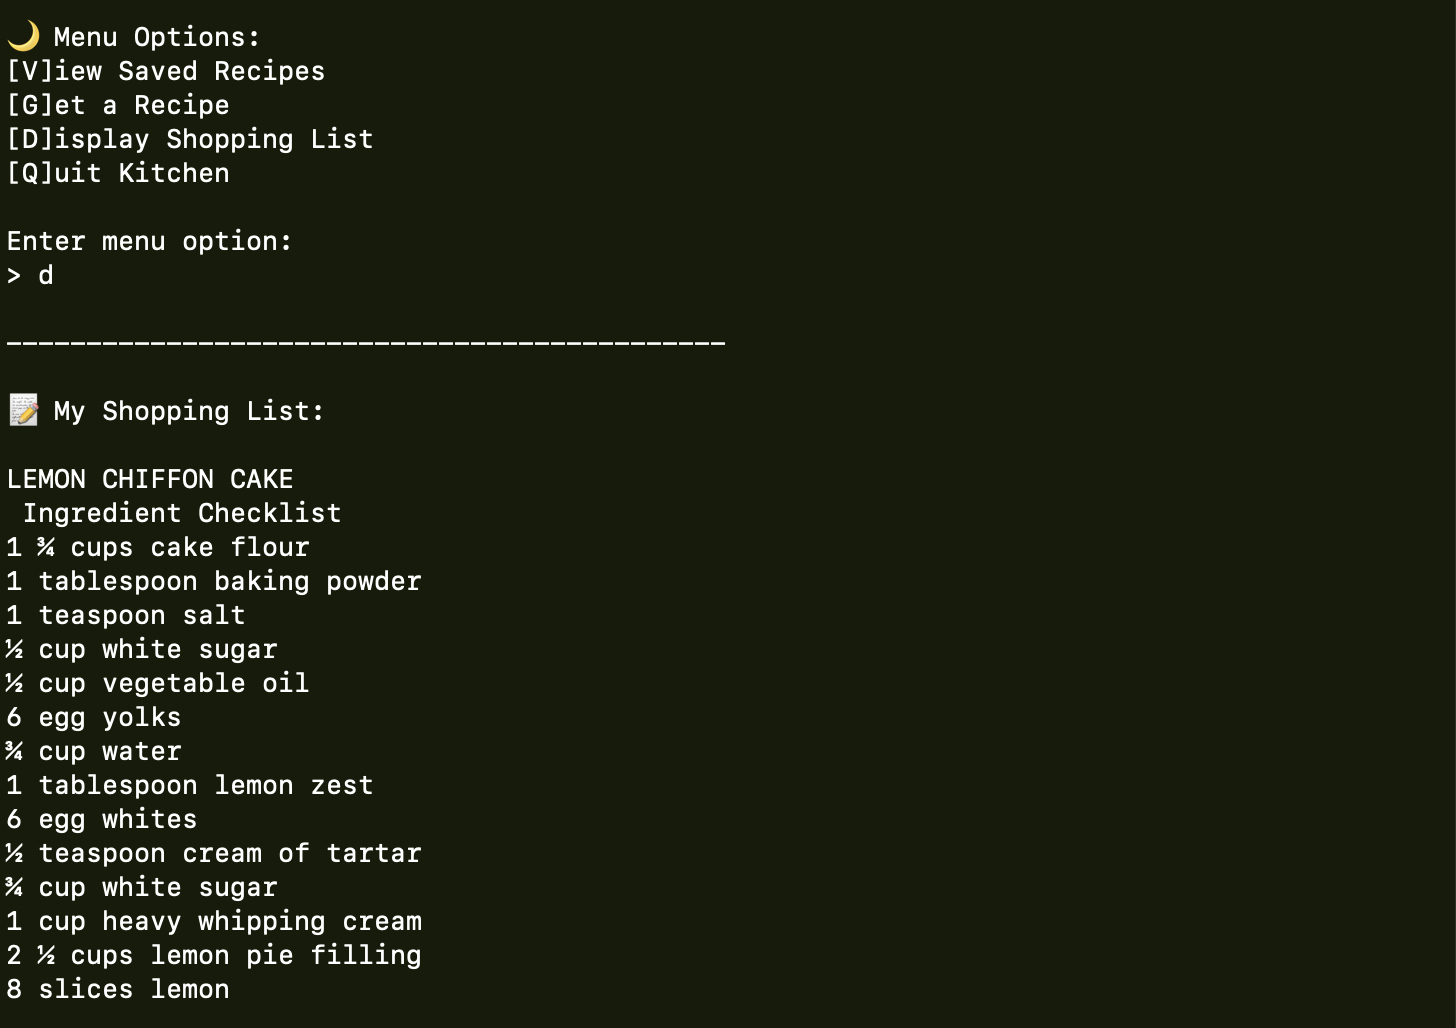 🌙 Menu Options:
[V]iew Saved Recipes
[G]et a Recipe
[D]isplay Shopping List
[Q]uit Kitchen
Enter menu option:
> d
_____________________________________________
📝 My Shopping List:
LEMON CHIFFON CAKE
Ingredient Checklist
1 ¾ cups cake flour
1 tablespoon baking powder
1 teaspoon salt
½ cup white sugar
½ cup vegetable oil
6 egg yolks
¾ cup water
1 tablespoon lemon zest
6 egg whites
½ teaspoon cream of tartar
¾ cup white sugar
1 cup heavy whipping cream
2 ½ cups lemon pie filling
8 slices lemon